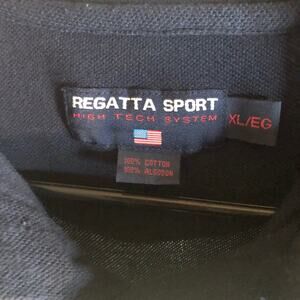 REGATTA SPORT
HIGH TECH SYSTEM
XL/EG
100% COTTON
100% ALGODON